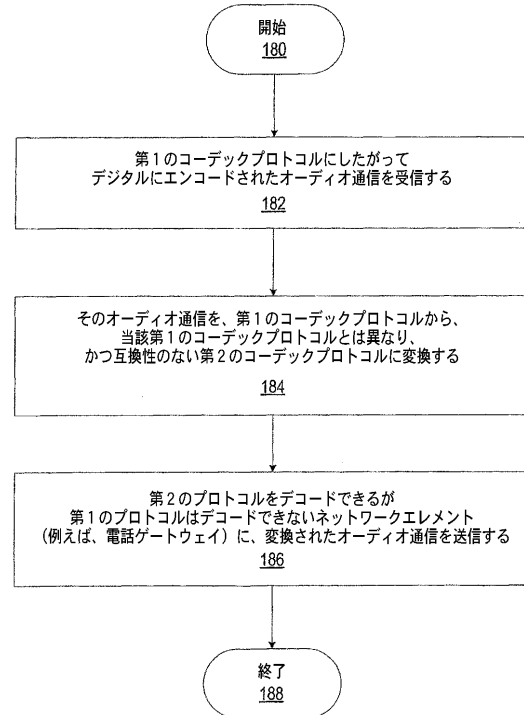 開始
180
第1のコーデックプロトコルにしたがって
デジタルにエンコードされたオーディオ通信を受信する
182
そのオーディオ通信を、第1のコーデックプロトコルから、
当該第1のコーデックプロトコルとは異なり、
かつ互換性のない第2のコーデックプロトコルに変換する
184
第2のプロトコルをデコードできるが
第1のプロトコルはデコードできないネットワークエレメント
(例えば、電話ゲートウェイ)に、変換されたオーディオ通信を送信する
186
終了
188